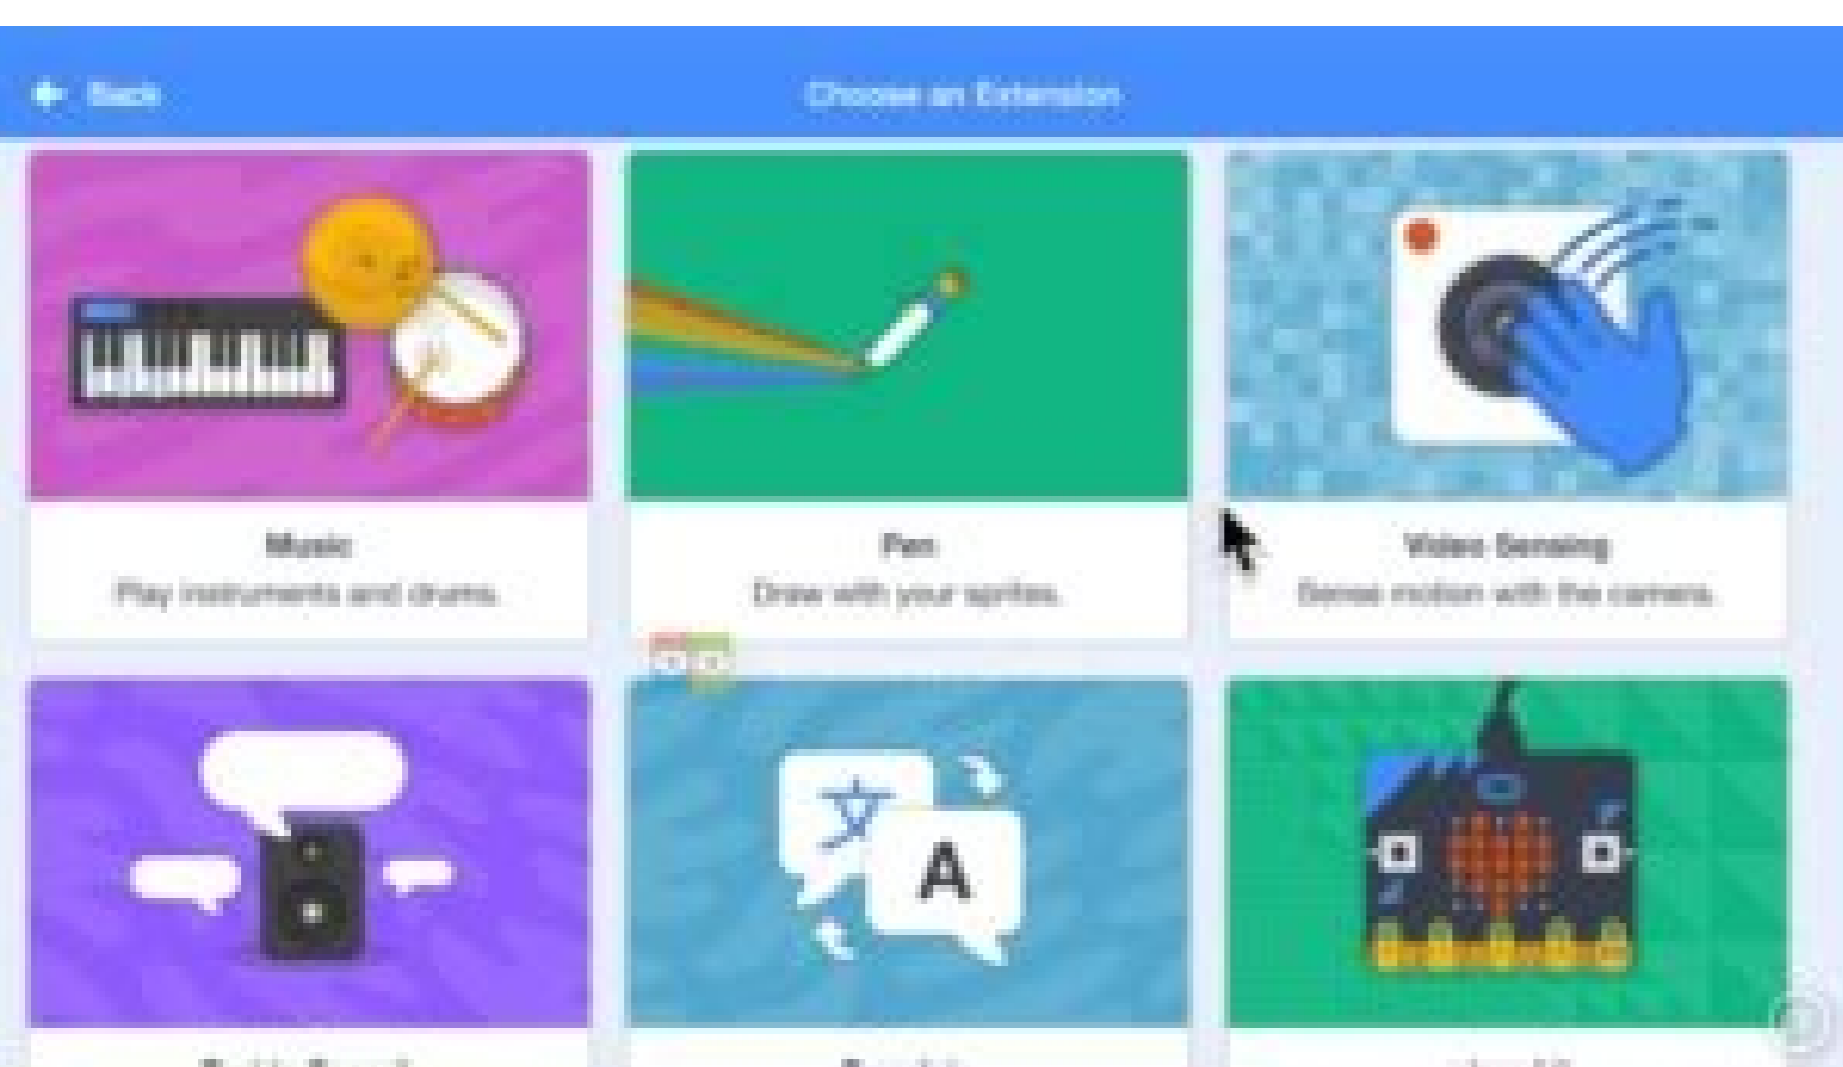 Back
Choose an Extension
Music
Play instruments and drums.
Pen
Draw with your sprites.
Video Sensing
Sense motion with the camera.
文
A